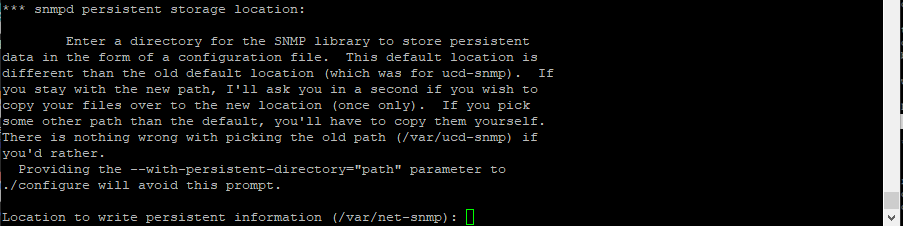 *** snmpd persistent storage location:
Enter a directory for the SNMP library to store persistent
data in the form of a configuration file.  This default location is
different than the old default location (which was for ucd-snmp).  If
you stay with the new path, I'll ask you in a second if you wish to
copy your files over to the new location (once only).  If you pick
some other path than the default, you'll have to copy them yourself.
There is nothing wrong with picking the old path (/var/ucd-snmp) if
you'd rather.
Providing the --with-persistent-directory="path" parameter to
./configure will avoid this prompt.
Location to write persistent information (/var/net-snmp):